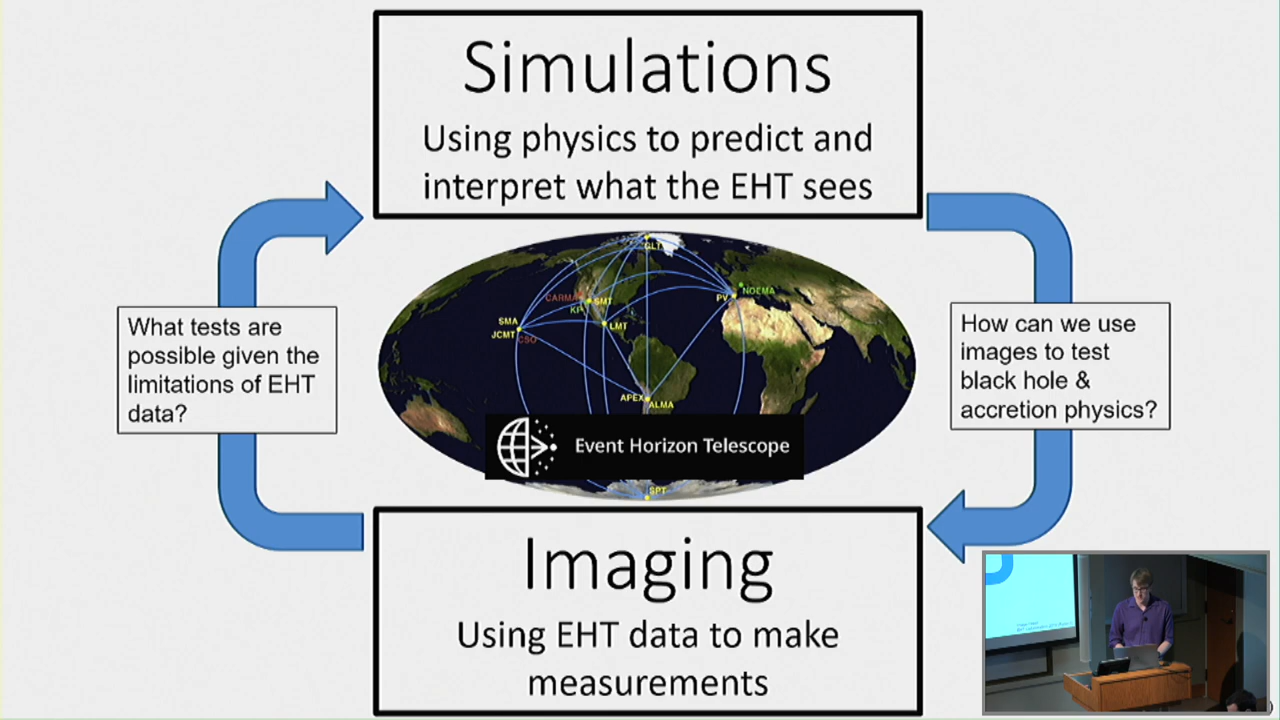 Simulations
Using physics to predict and
interpret what the EHT sees
What tests are
possible given the
limitations of EHT
data?
GLT
CARMA
SMT
KP
LMT
SMA
JCMT
CSO
PV
NOEMA
APEX
ALMA
Event Horizon Telescope
SPT
How can we use
images to test
black hole &
accretion physics?
Imaging
Using EHT data to make
measurements